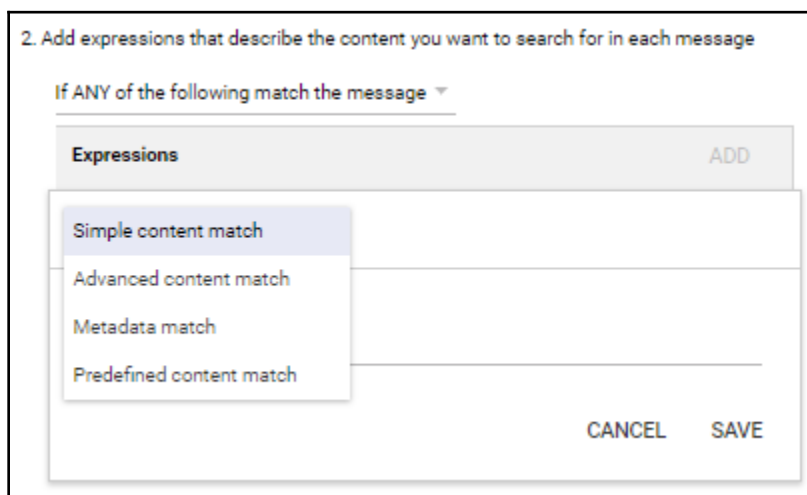 2. Add expressions that describe the content you want to search for in each message
If ANY of the following match the message
Expressions ADD
Simple content match
Advanced content match
Metadata match
Predefined content match
CANCEL SAVE